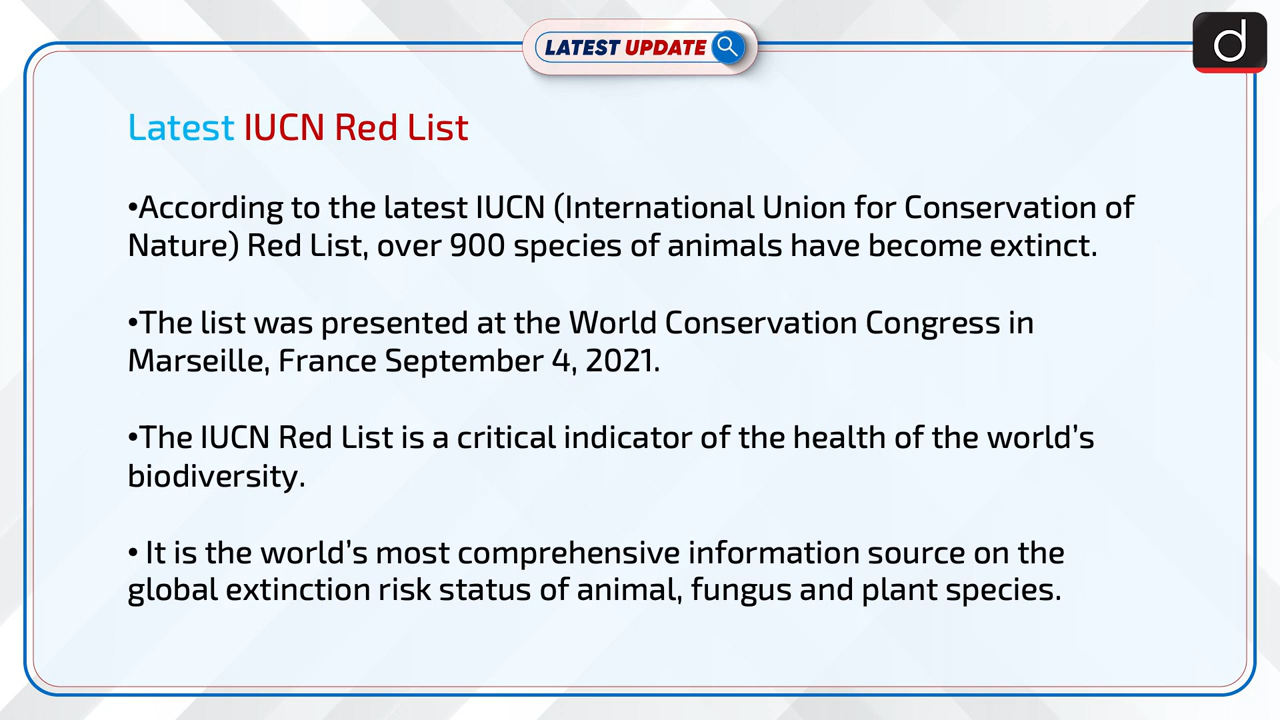 LATEST UPDATE
d
Latest IUCN Red List
•According to the latest IUCN (International Union for Conservation of
Nature) Red List, over 900 species of animals have become extinct.
•The list was presented at the World Conservation Congress in
Marseille, France September 4, 2021.
•The IUCN Red List is a critical indicator of the health of the world’s
biodiversity.
• It is the world’s most comprehensive information source on the
global extinction risk status of animal, fungus and plant species.